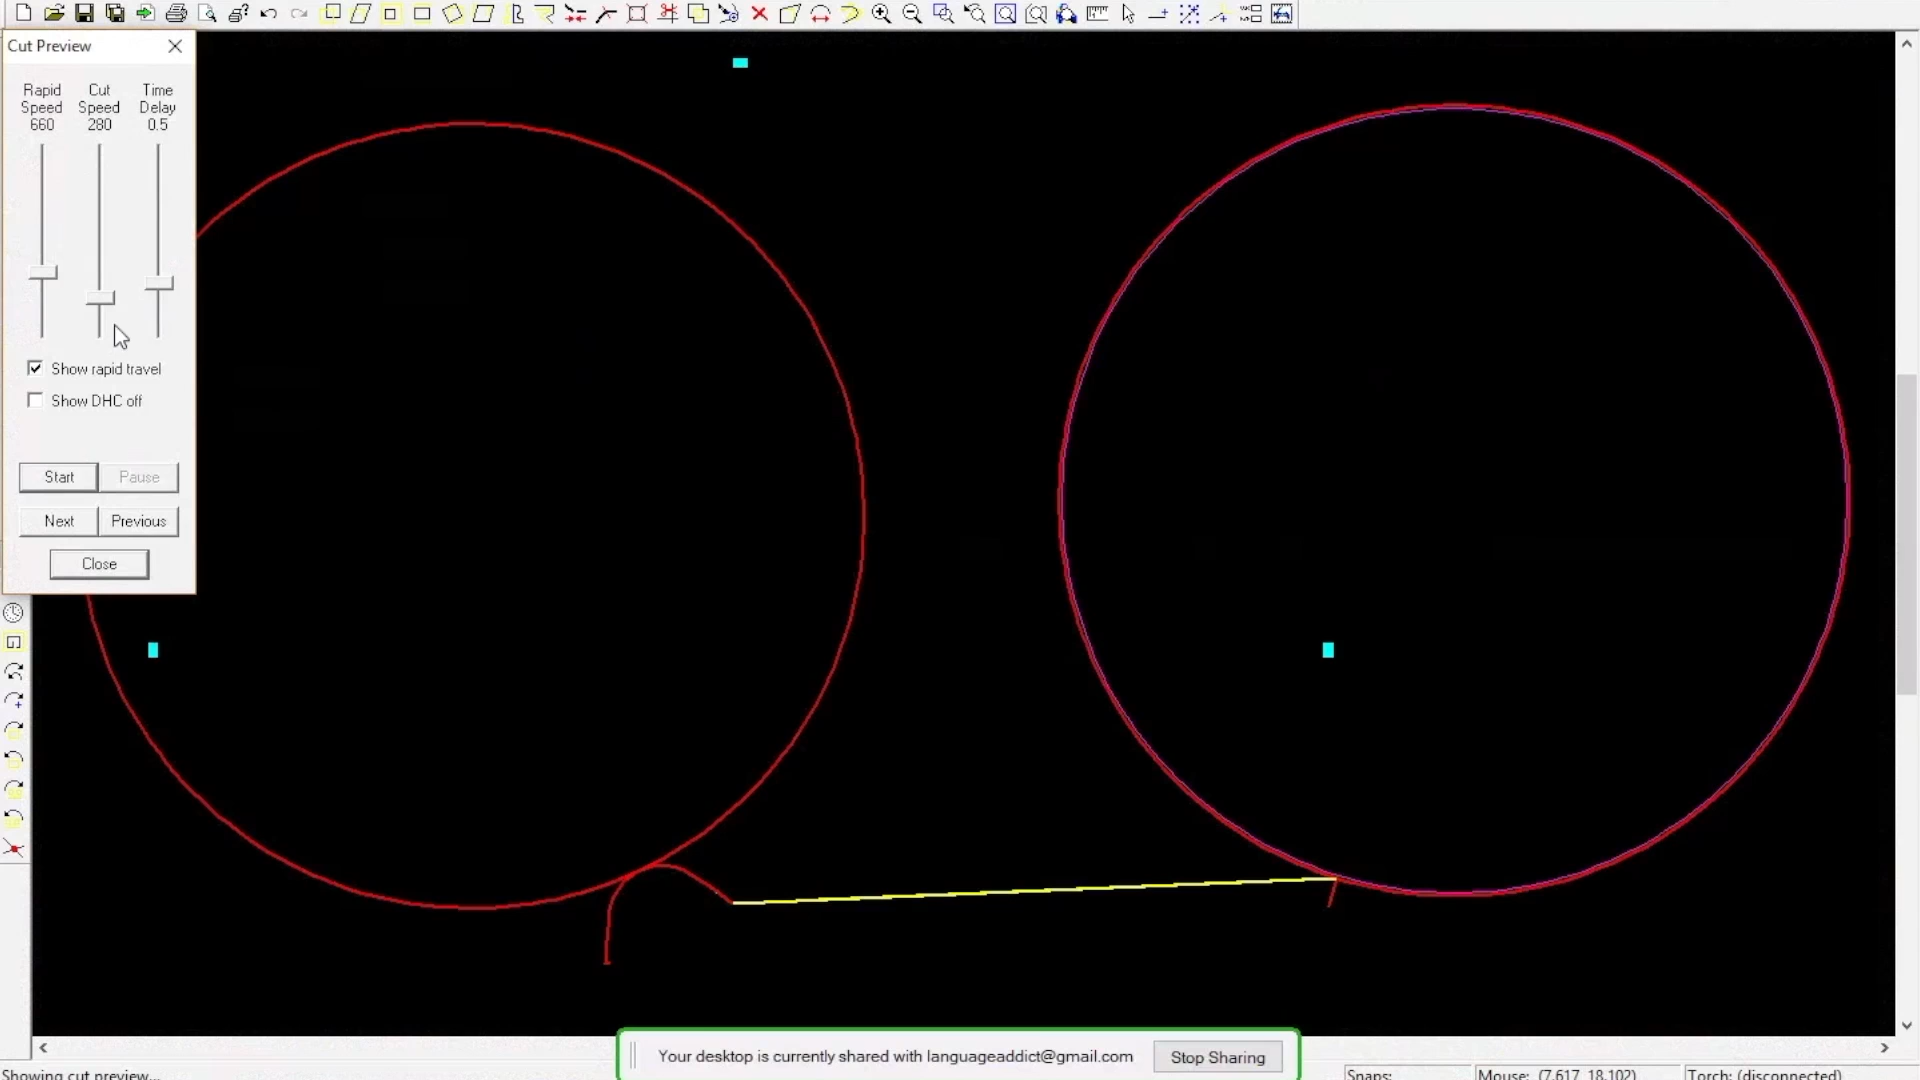 Cut Preview
Rapid Speed 660
Cut Speed 280
Time Delay 0.5
Show rapid travel
Show DHC off
Start
Pause
Next
Previous
Close
Your desktop is currently shared with languageaddict@gmail.com
Stop Sharing
Showing cut preview...
Snaps:
Mouse: (7.617, 18.102)
Torch: (disconnected)